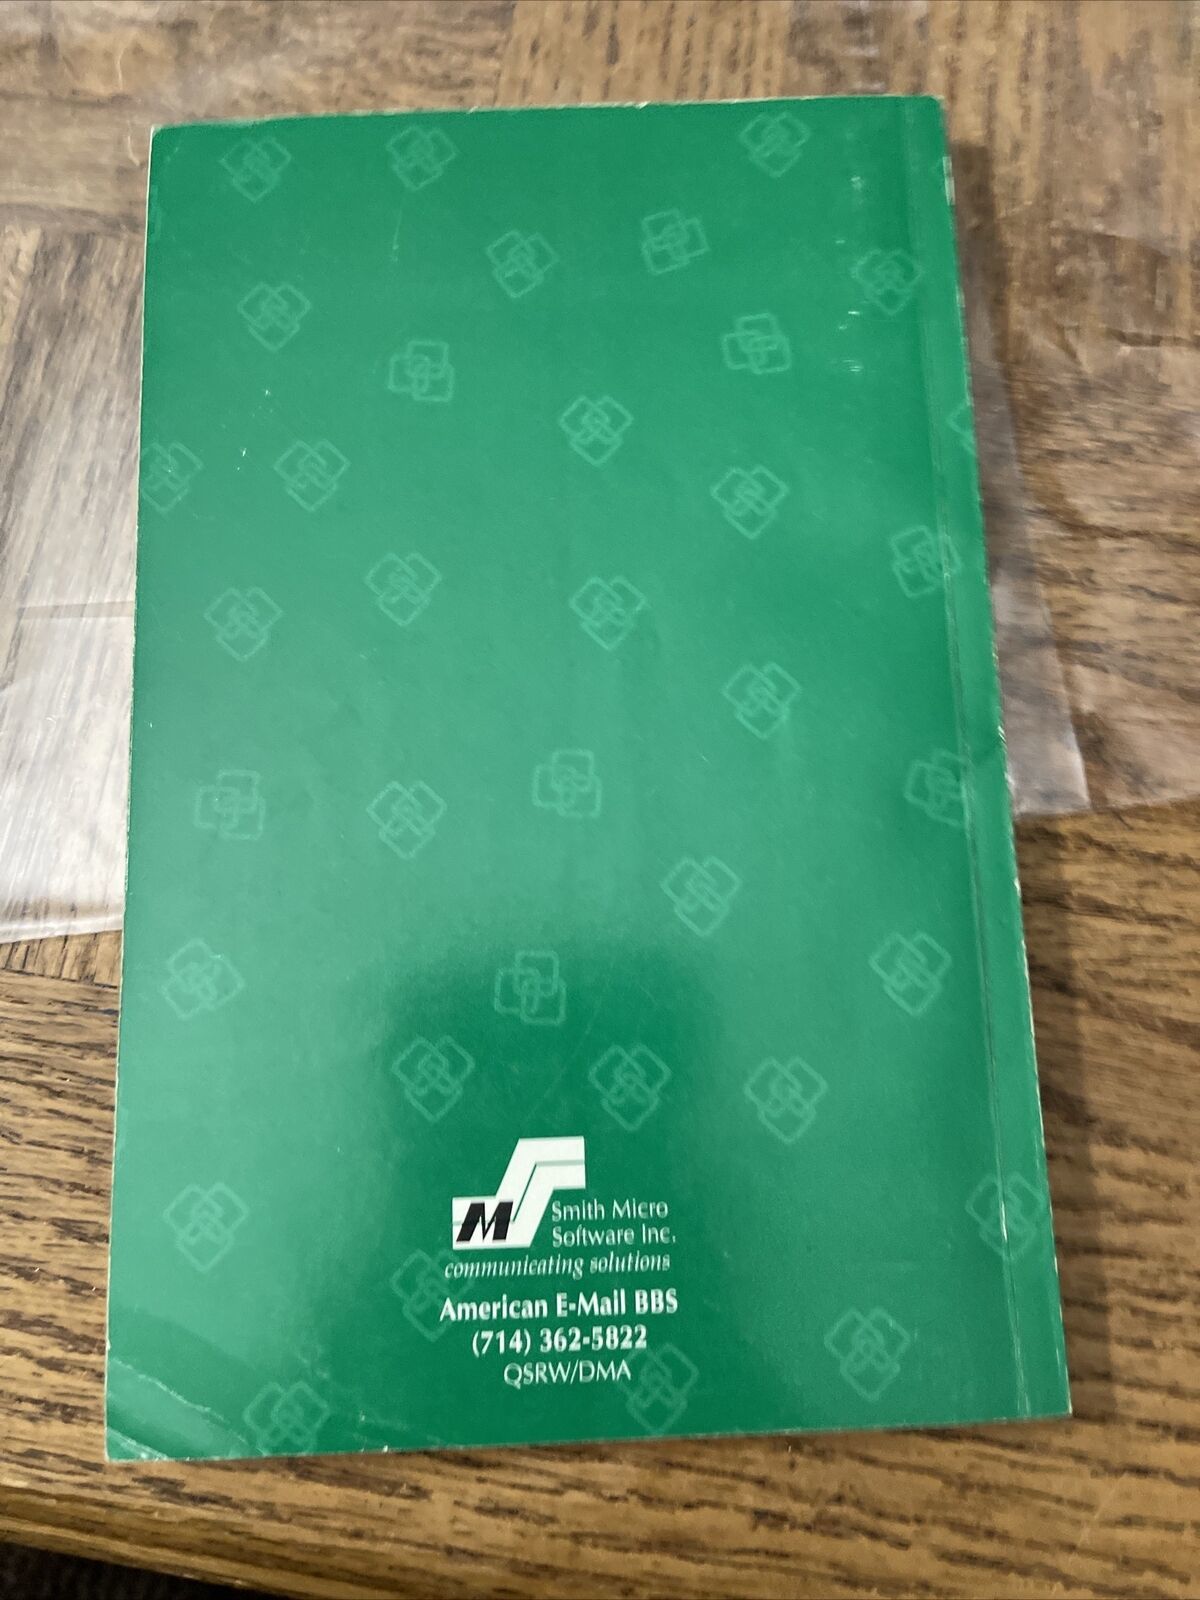 M
Smith Micro
Software Inc.
communicating solutions
American E-Mail BBS
(714) 362-5822
QSRW/DMA